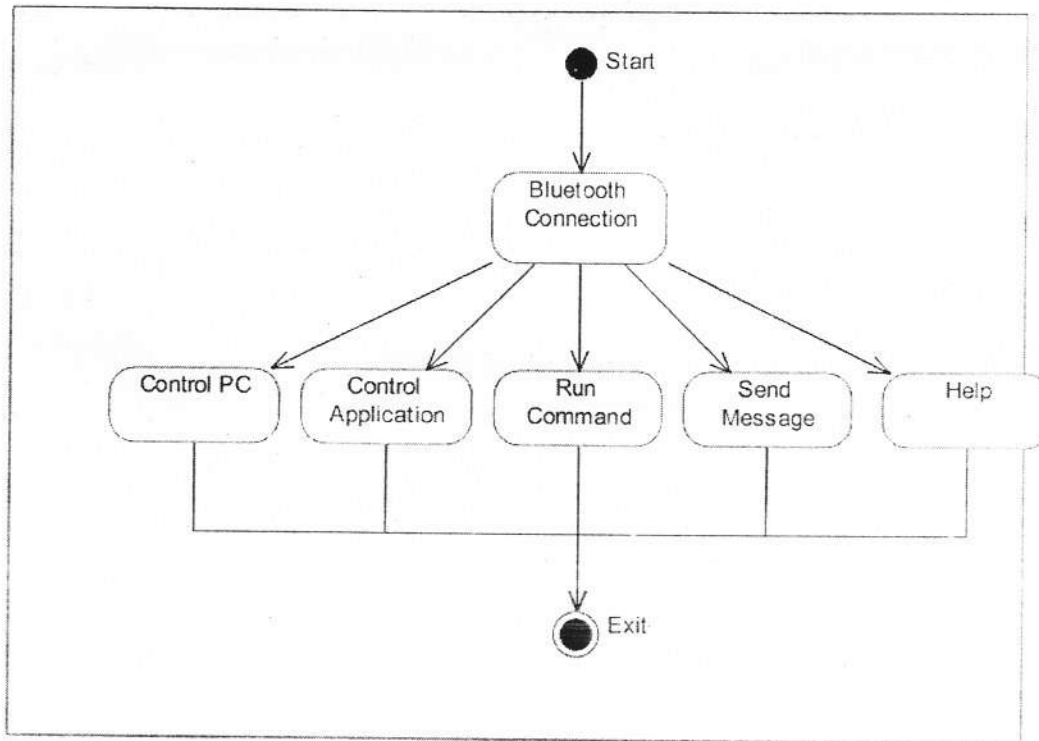 Start
Bluetooth
Connection
Control PC
Control
Application
Run
Command
Send
Message
Help
Exit